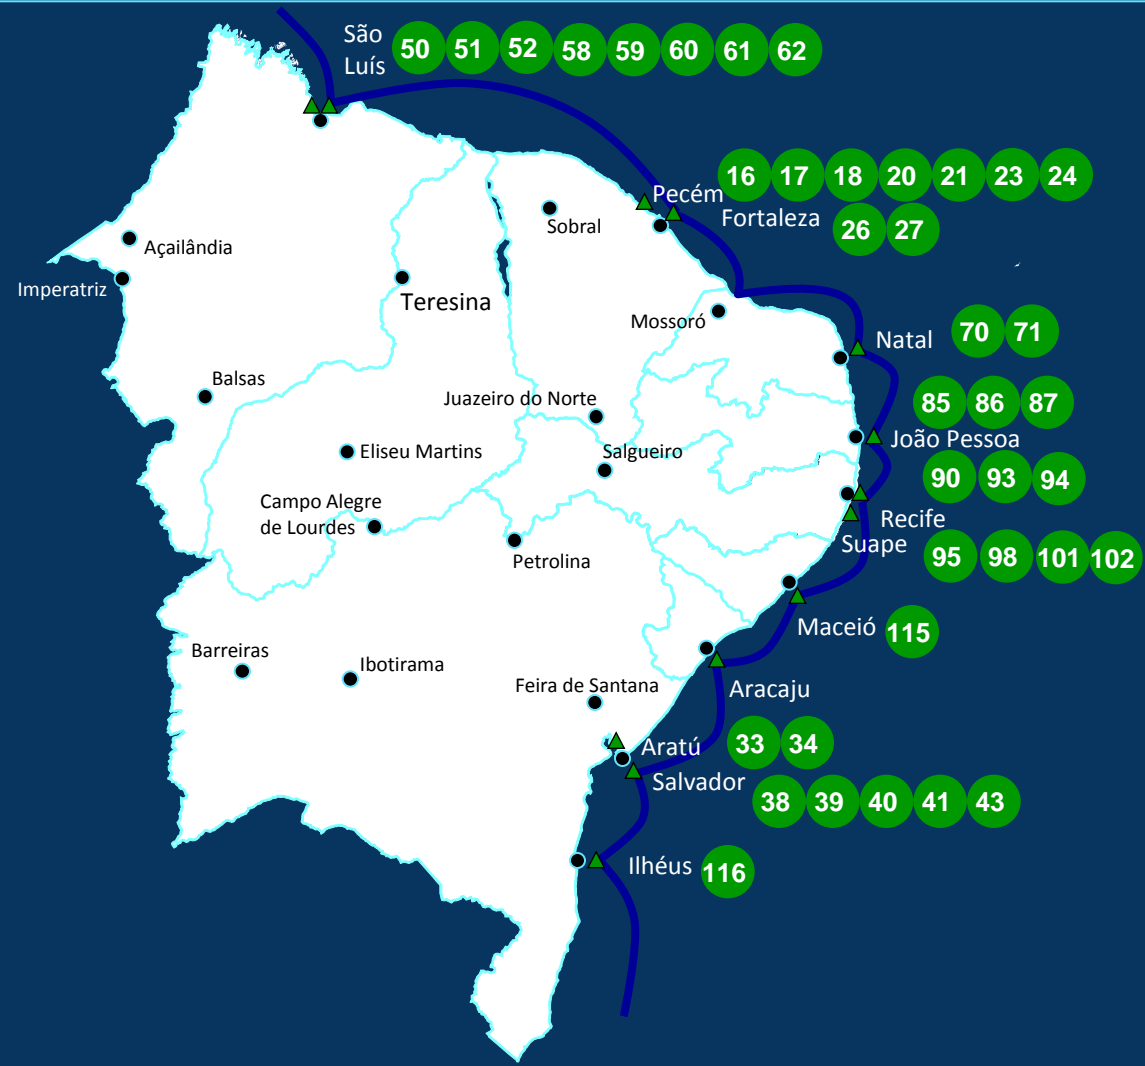 São
Luís
50 51 52 58 59 60 61 62
Pecém
16 17 18 20 21 23 24
Fortaleza
26 27
Sobral
Açailândia
Imperatriz
Teresina
Mossoró
Natal
70 71
Balsas
Juazeiro do Norte
85 86 87
João Pessoa
Eliseu Martins
Salgueiro
90 93 94
Campo Alegre
de Lourdes
Recife
Suape
95 98 101 102
Petrolina
Maceió
115
Barreiras
Ibotirama
Feira de Santana
Aracaju
Aratú
33 34
Salvador
38 39 40 41 43
Ilhéus
116